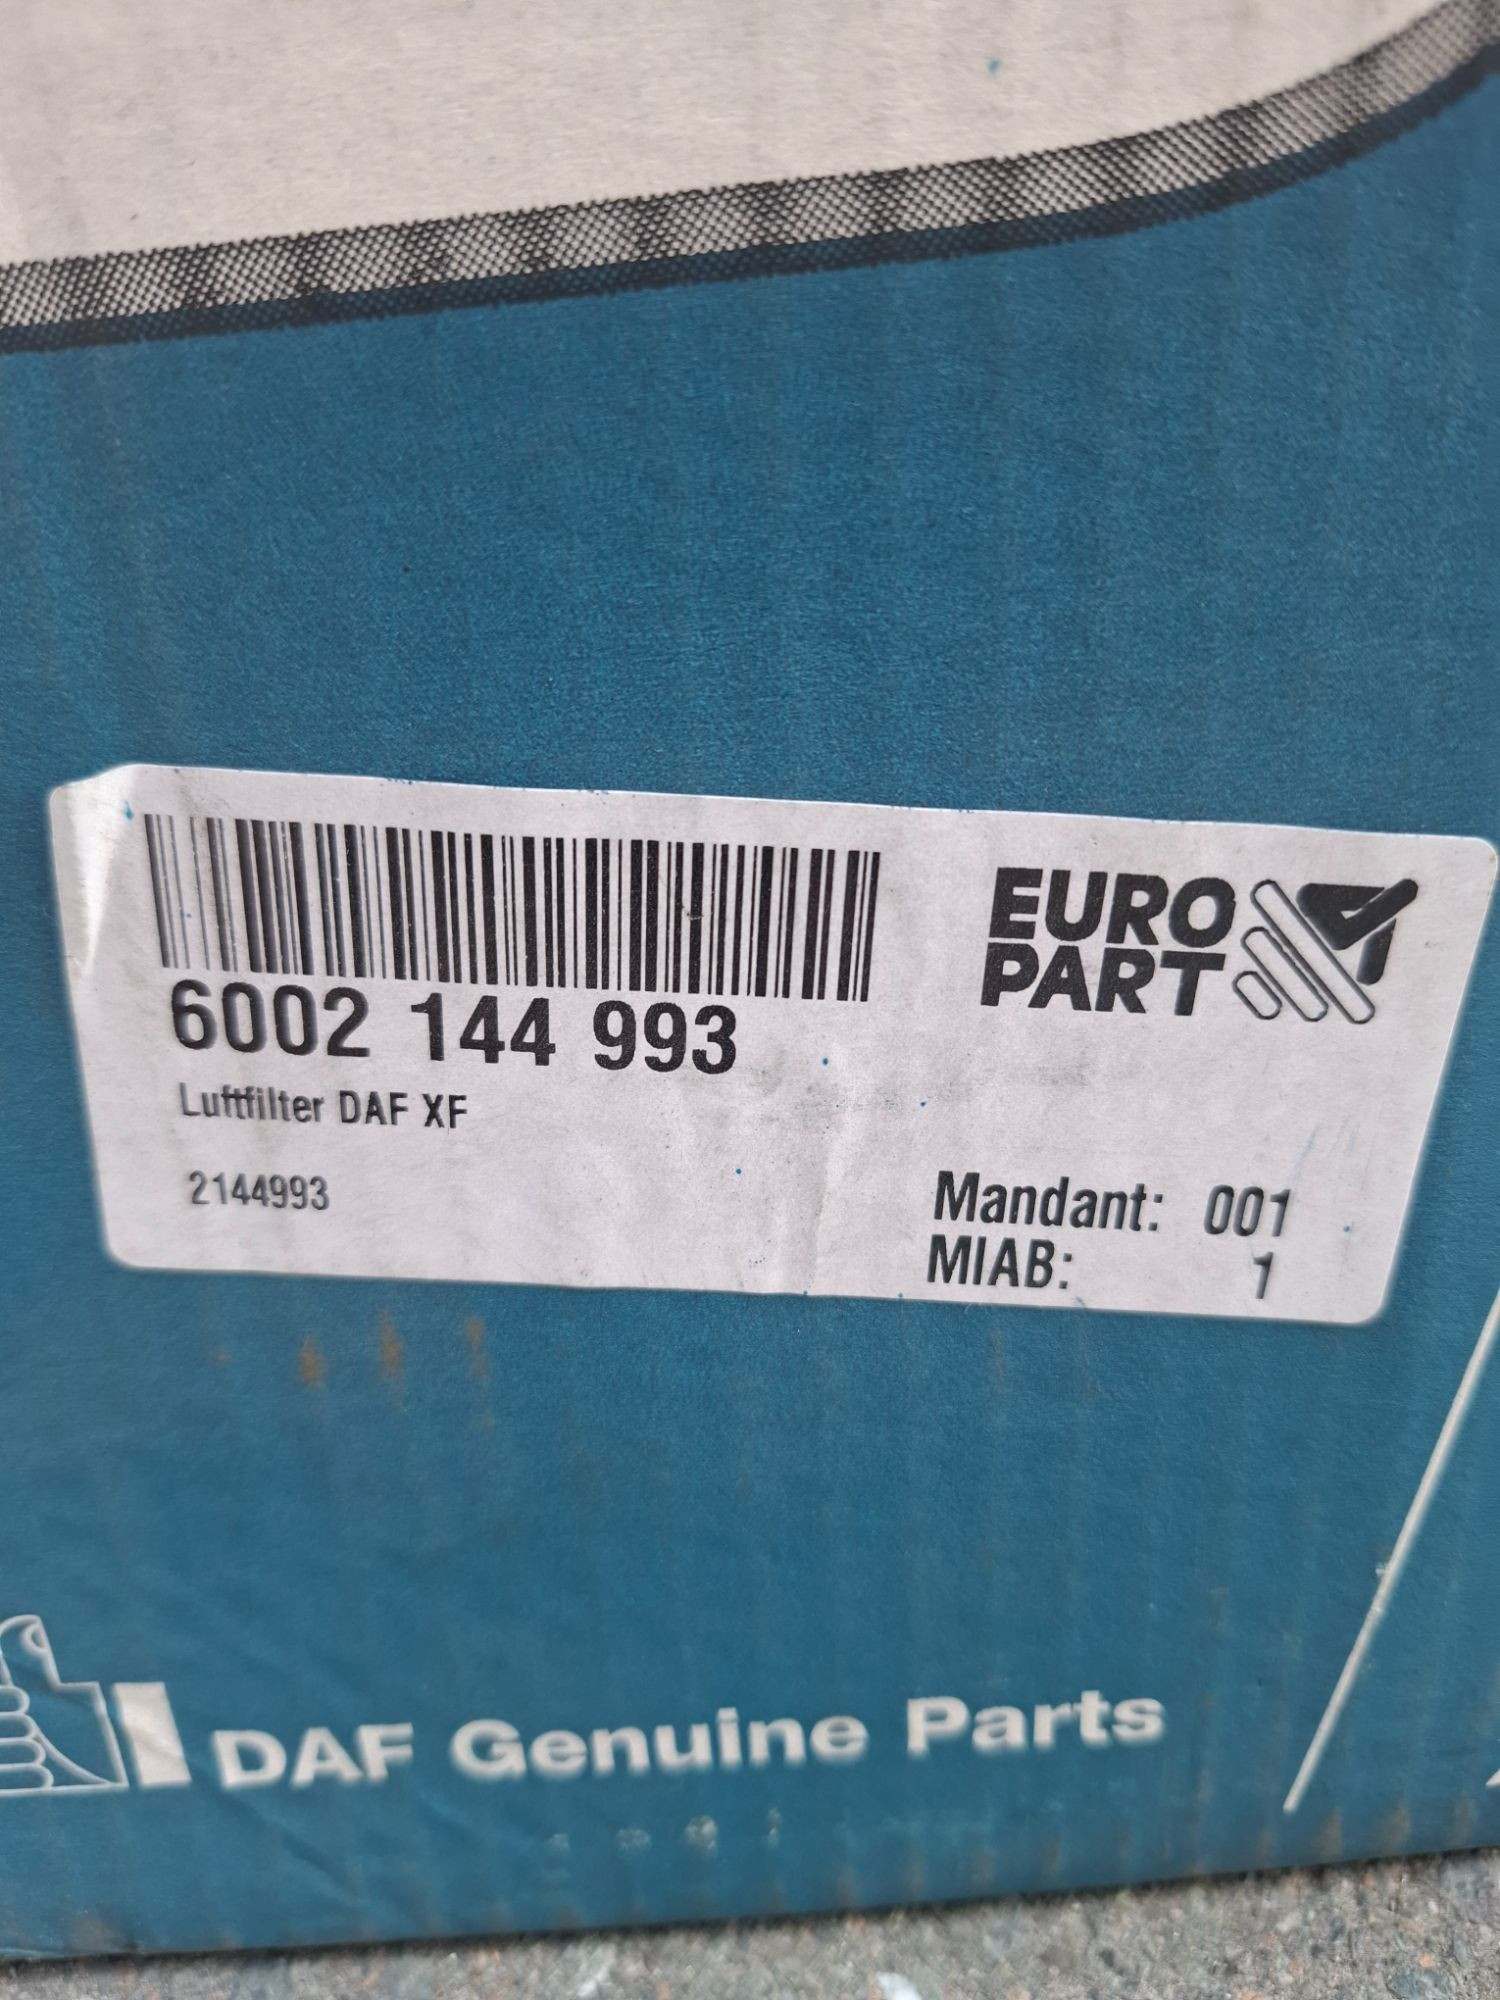 EURO
PART
6002 144 993
Luftfilter DAF XF
2144993
Mandant: 001
MIAB: 1
DAF Genuine Parts